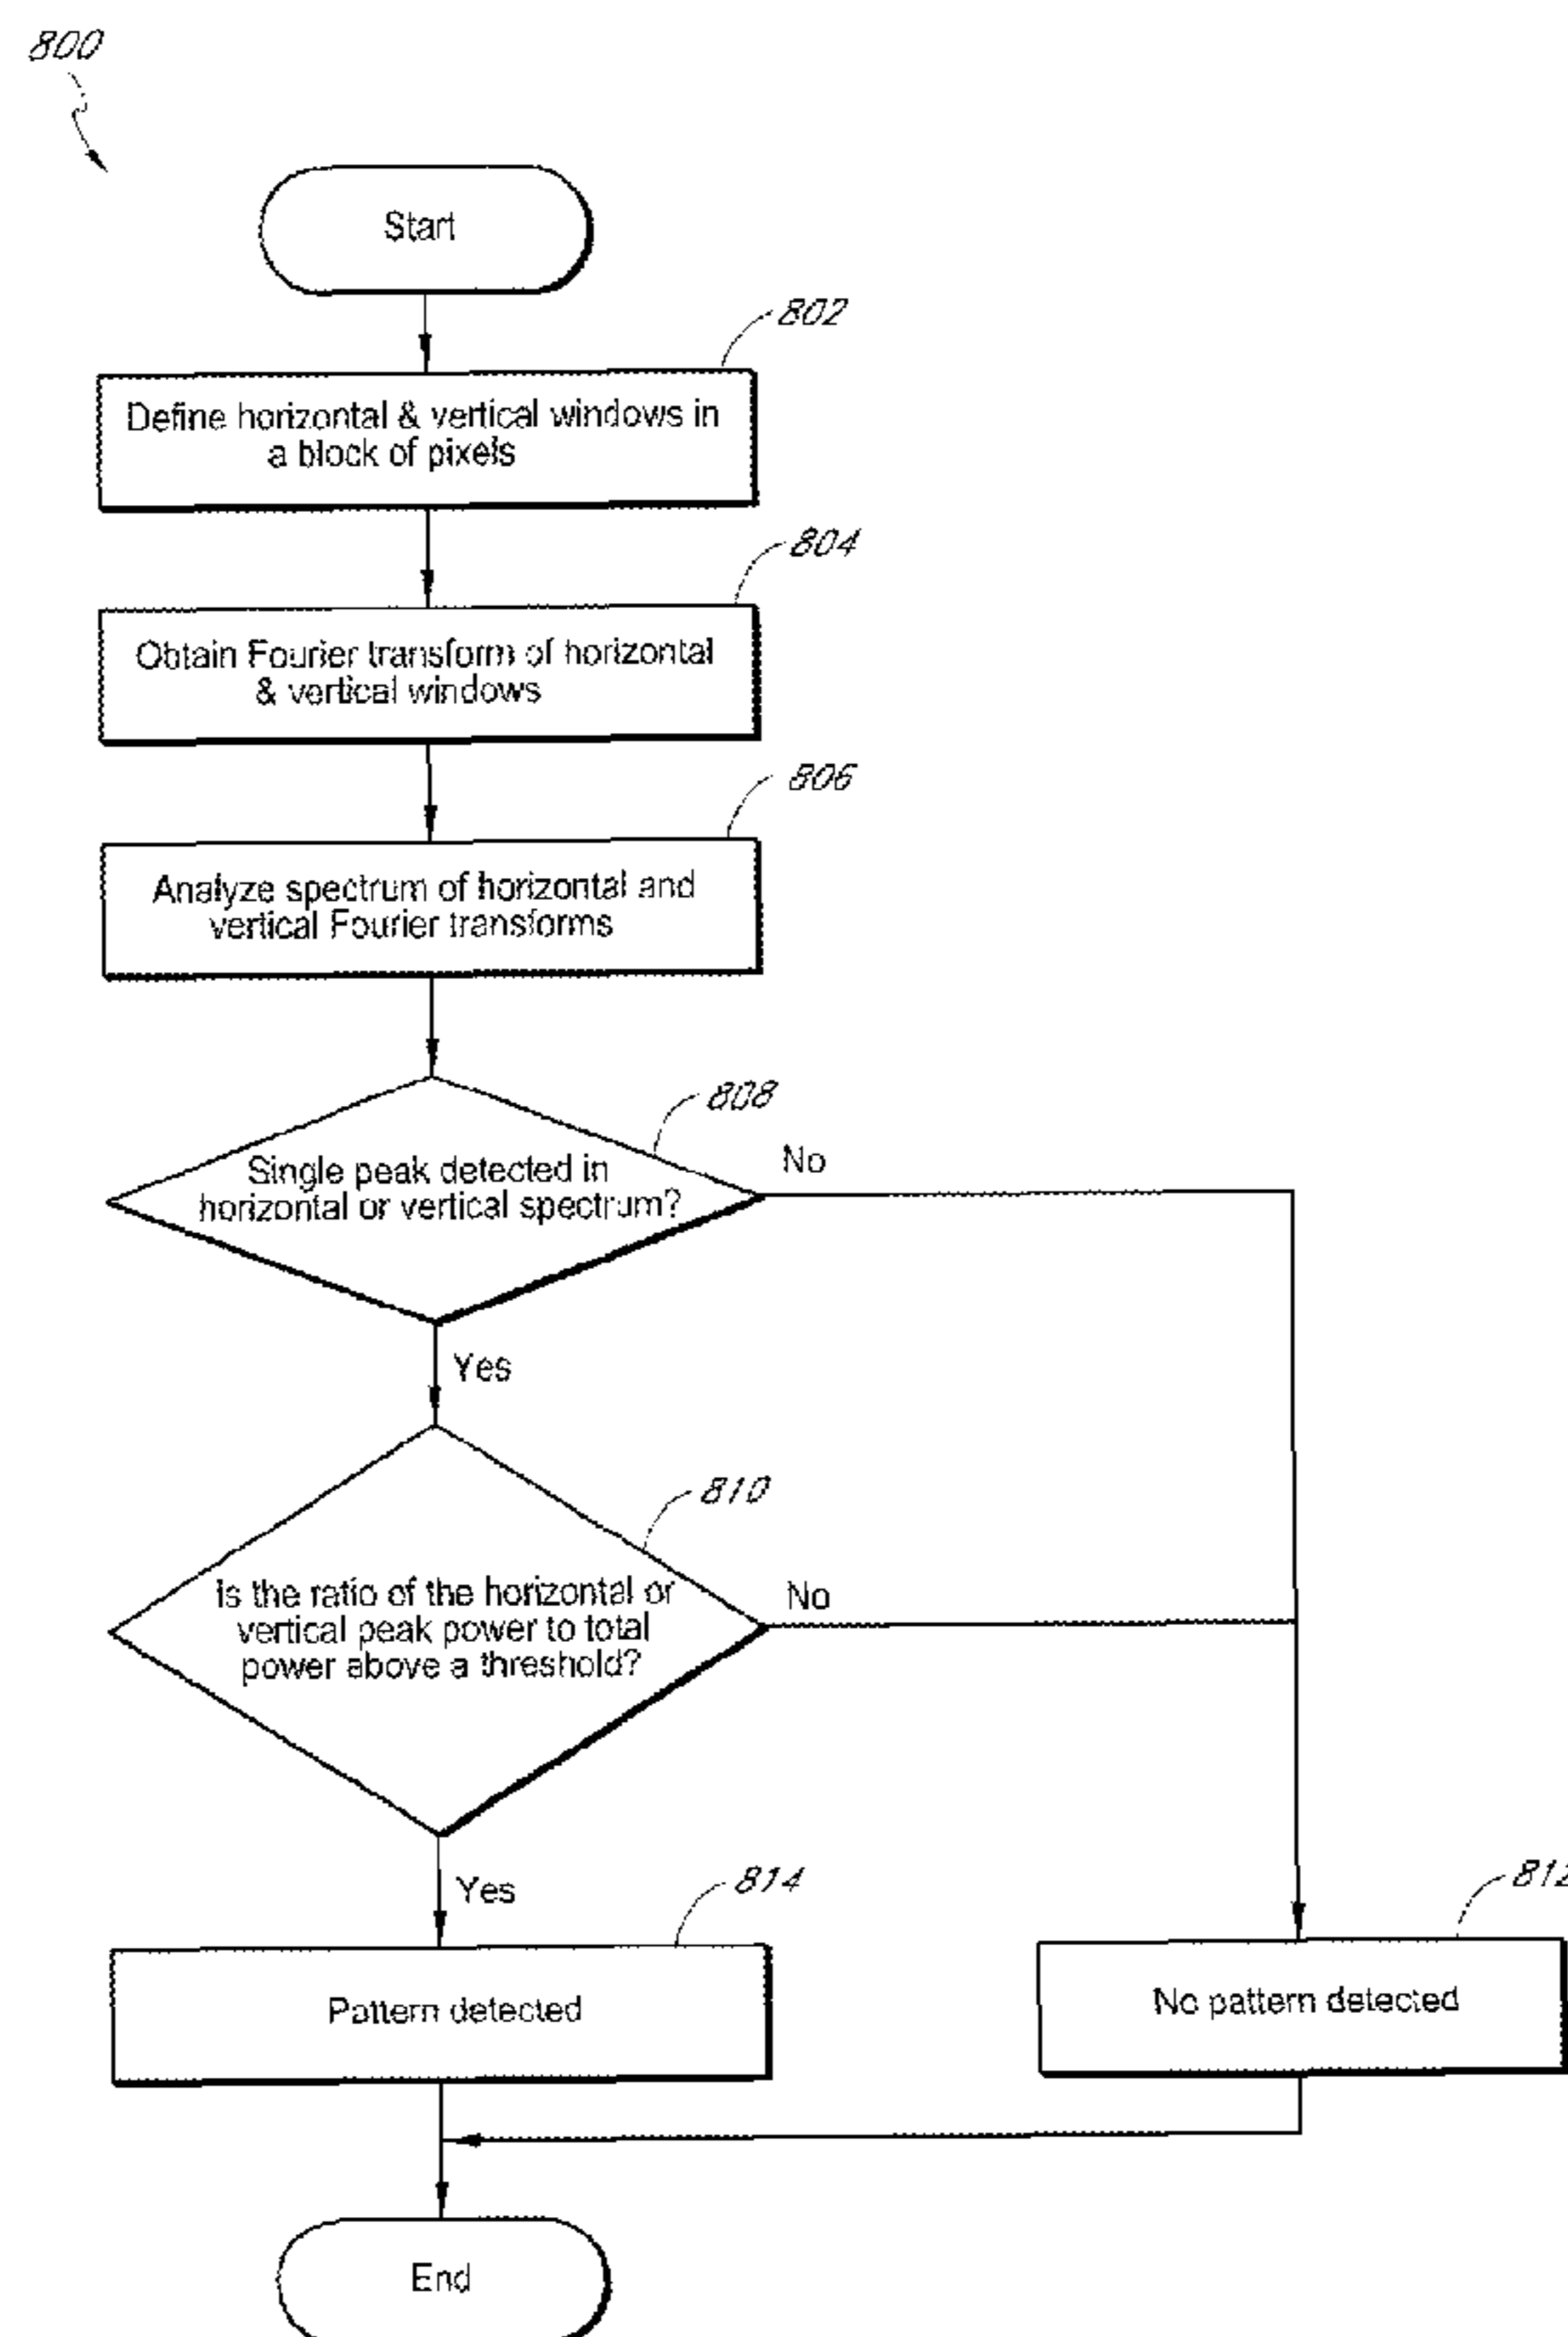 800
Start
802
Define horizontal & vertical windows in
a block of pixels
804
Obtain Fourier transform of horizontal
& vertical windows
806
Analyze spectrum of horizontal and
vertical Fourier transforms
808
Single peak detected in
horizontal or vertical spectrum?
No
Yes
810
Is the ratio of the horizontal or
vertical peak power to total
power above a threshold?
No
Yes
814
812
Pattern detected
No pattern detected
End